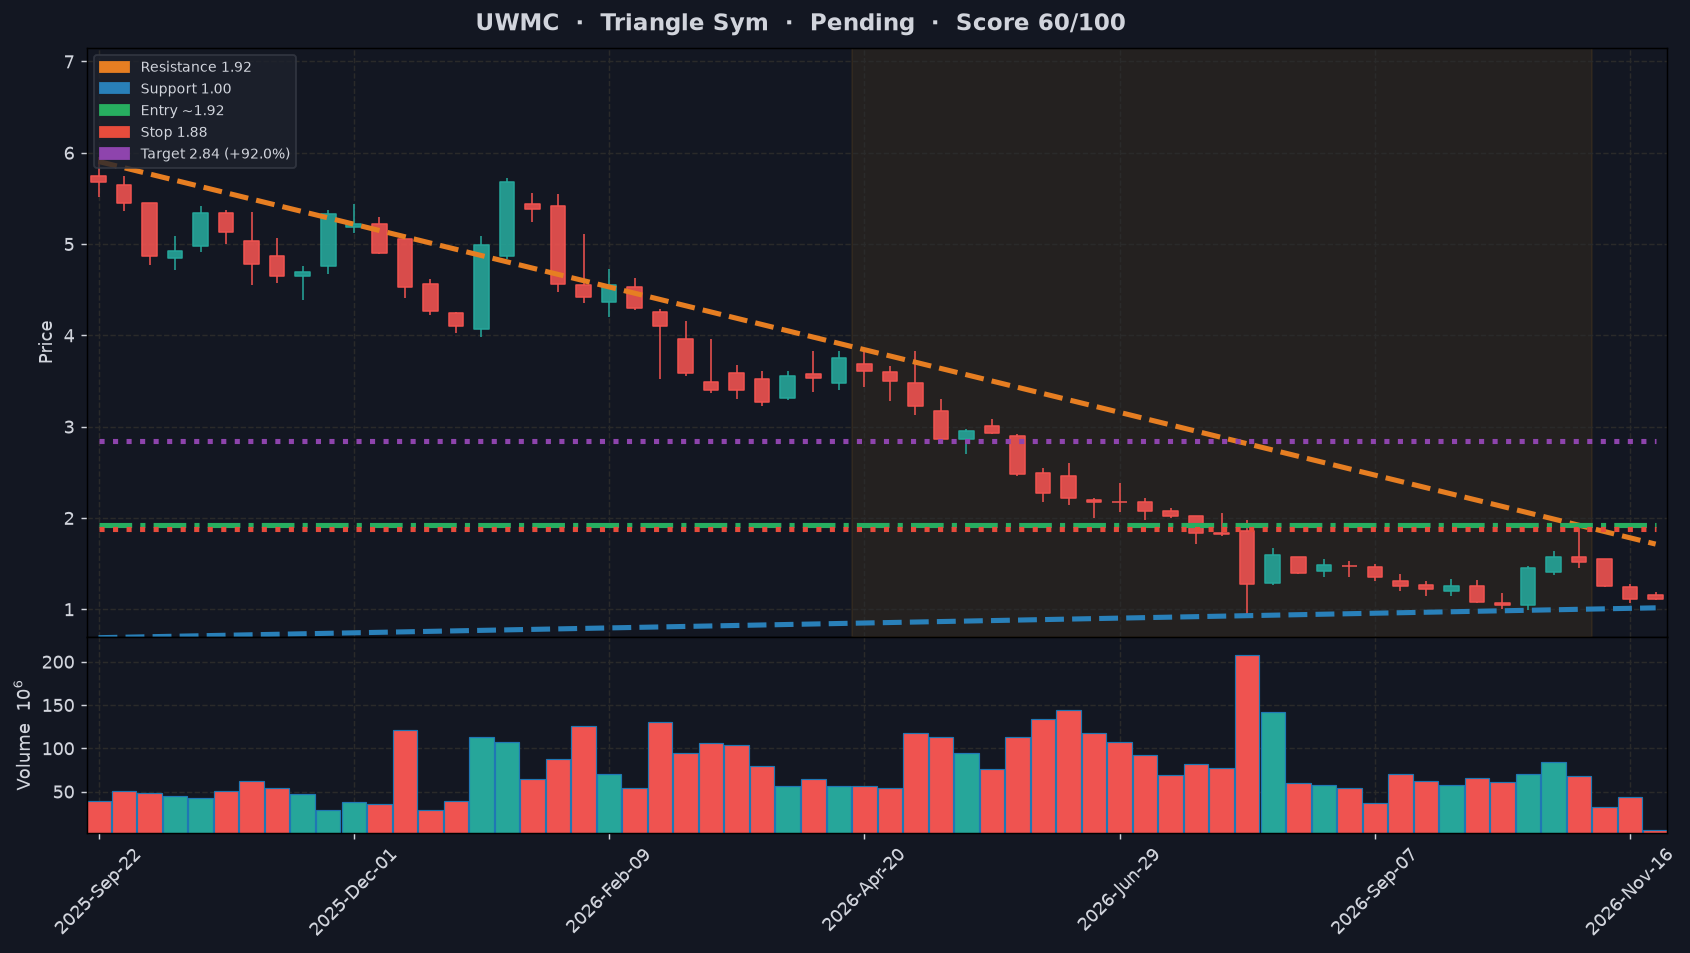 UWMC · Triangle Sym · Pending · Score 60/100
Resistance 1.92
Support 1.00
Entry ~1.92
Stop 1.88
Target 2.84 (+92.0%)
Price
7
6
5
4
3
2
1
Volume 10⁶
200
150
100
50
2025-Sep-22
2025-Dec-01
2026-Feb-09
2026-Apr-20
2026-Jun-29
2026-Sep-07
2026-Nov-16